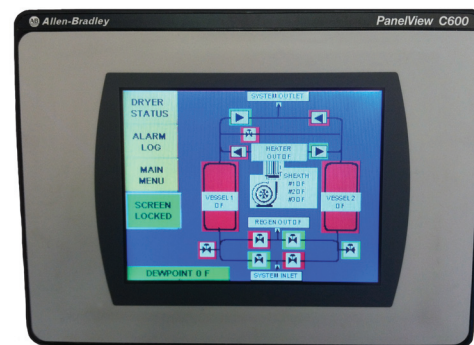 Allen-Bradley
PanelView C600
DRYER
STATUS
ALARM
LOG
MAIN
MENU
SCREEN
LOCKED
SYSTEM OUTLET
HEATER
OUT 0 F
SHEATH
#1 0 F
#2 0 F
#3 0 F
VESSEL 1
0 F
VESSEL 2
0 F
REGEN OUT 0 F
SYSTEM INLET
DEWPOINT 0 F